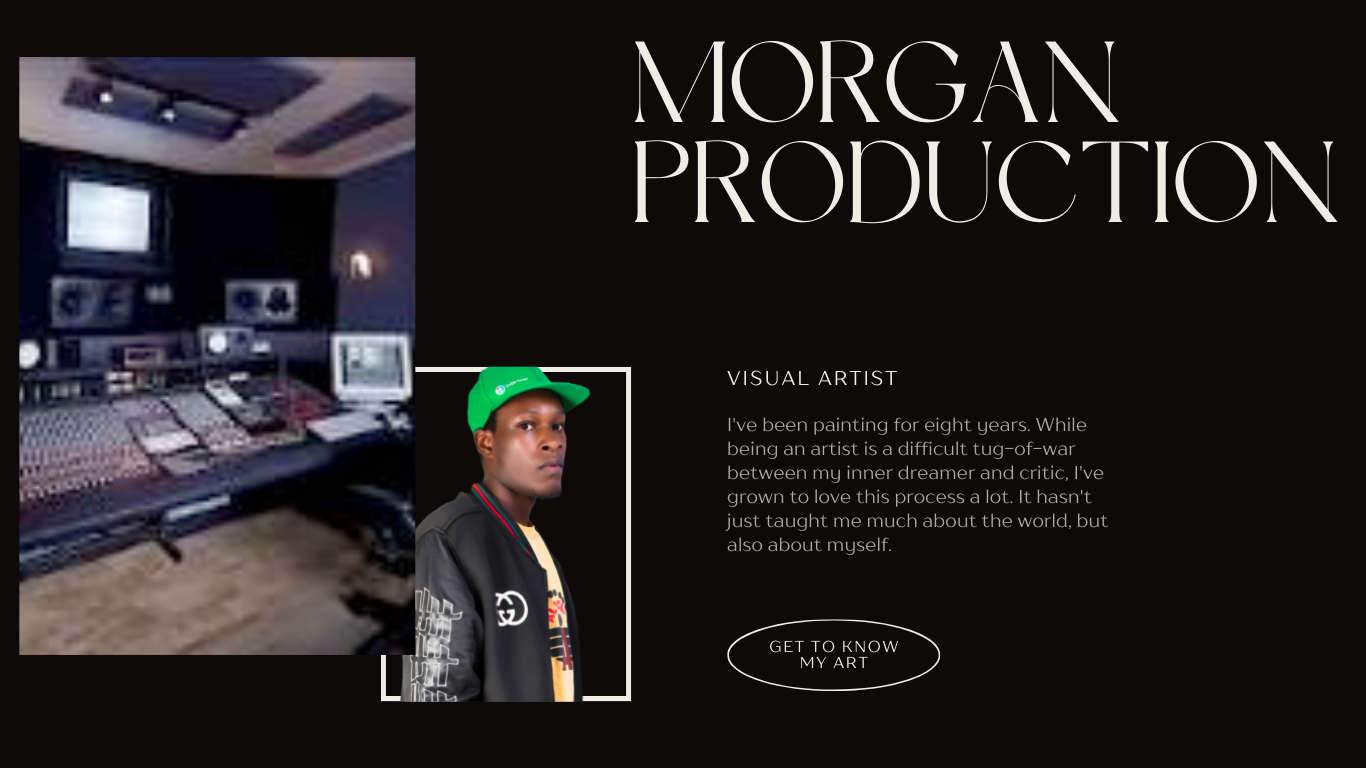 MORGAN
PRODUCTION
VISUAL ARTIST
I've been painting for eight years. While
being an artist is a difficult tug-of-war
between my inner dreamer and critic, I've
grown to love this process a lot. It hasn't
just taught me much about the world, but
also about myself.
GET TO KNOW
MY ART